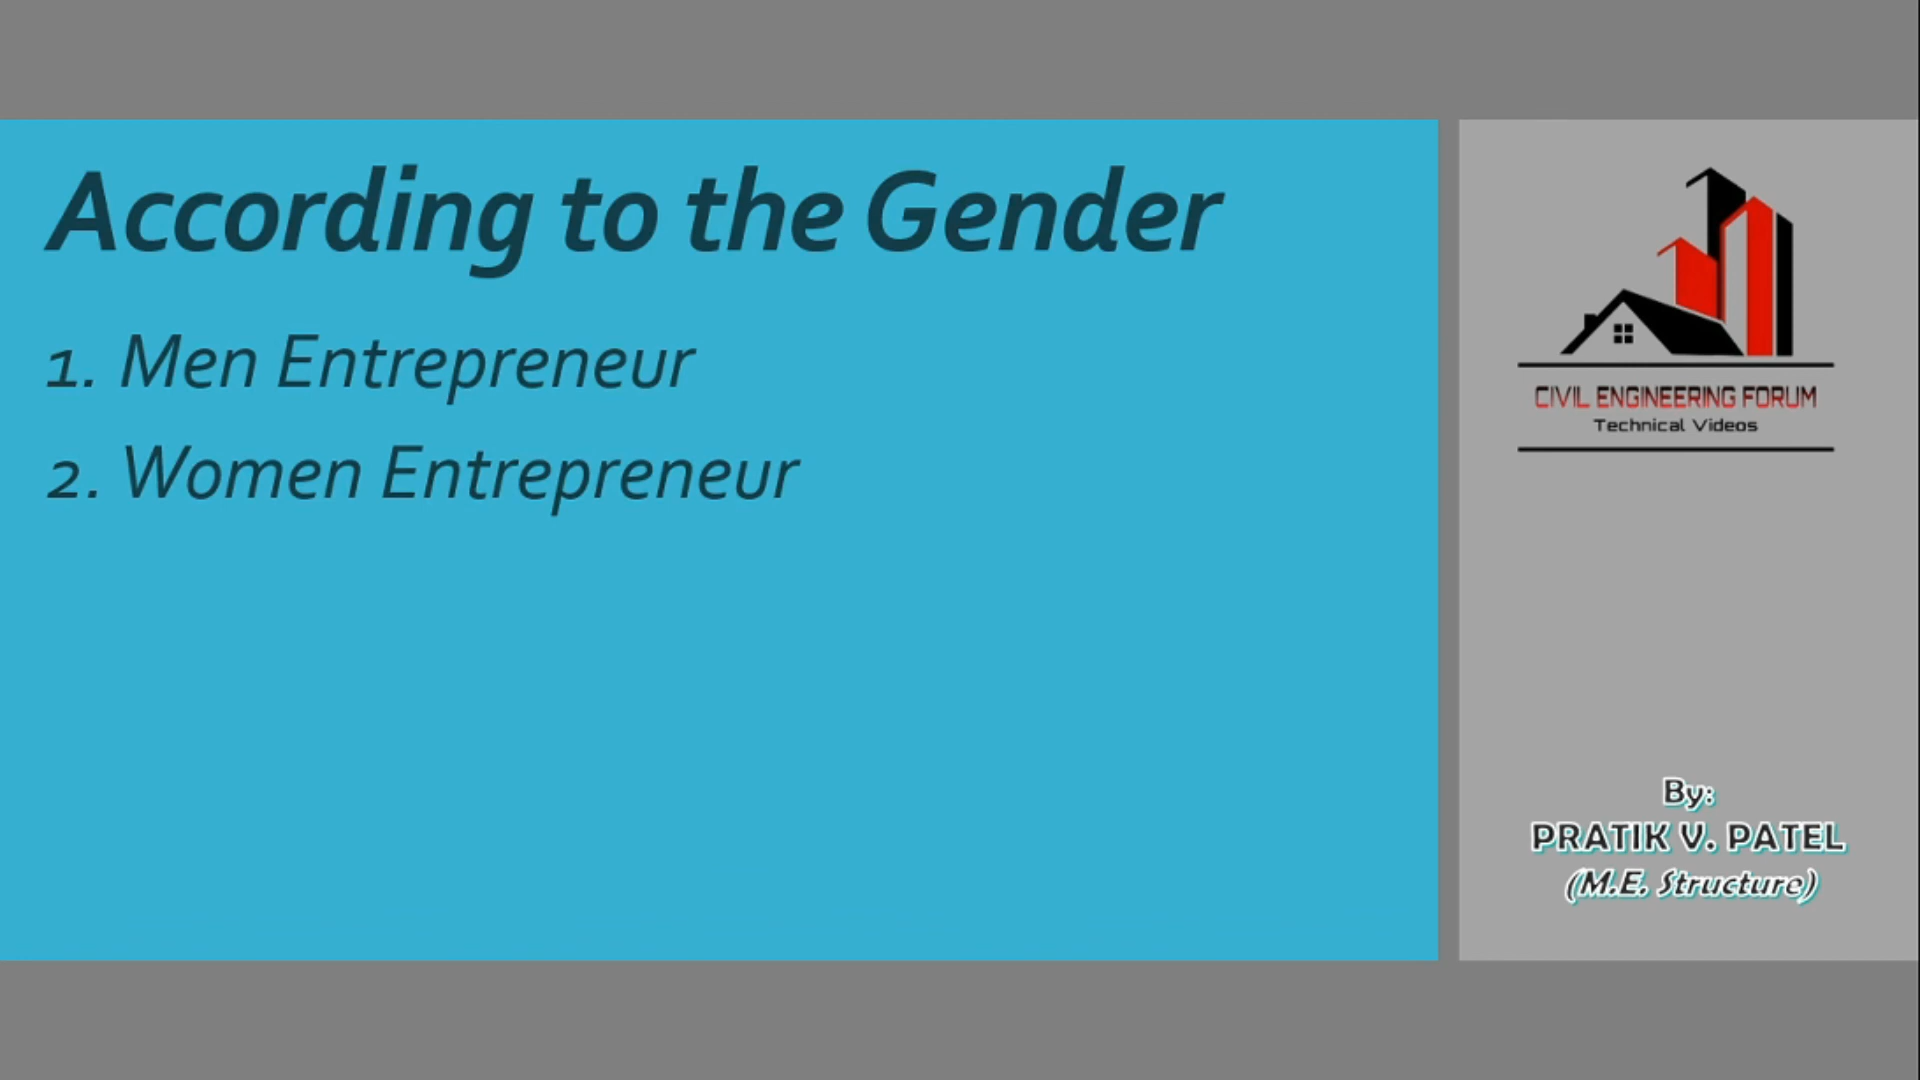 According to the Gender
1. Men Entrepreneur
2. Women Entrepreneur
CIVIL ENGINEERING FORUM
Technical Videos
By:
PRATIK V. PATEL
(M.E. Structure)